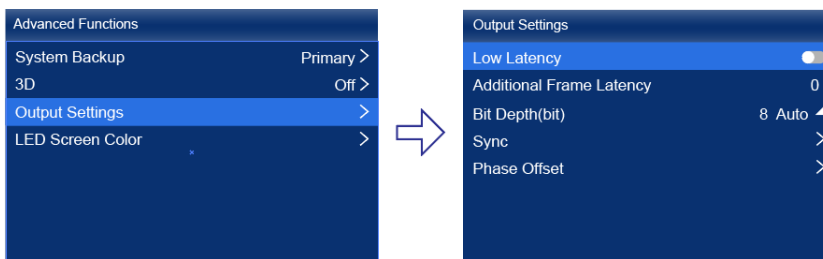 Advanced Functions
System Backup Primary >
3D Off >
Output Settings >
LED Screen Color >
Output Settings
Low Latency
Additional Frame Latency 0
Bit Depth(bit) 8 Auto
Sync >
Phase Offset >